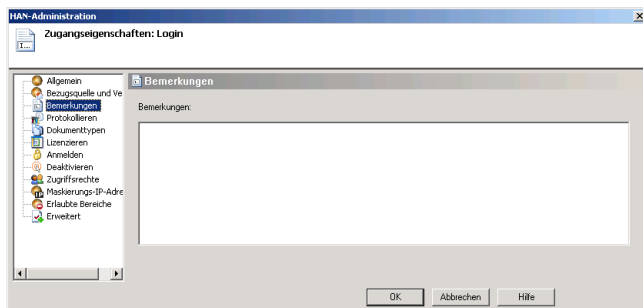 HAN-Administration
Zugangseigenschaften: Login
I...
Allgemein
Bezugsquelle und Ve
Bemerkungen
Protokollieren
Dokumenttypen
Lizenzieren
Anmelden
Deaktivieren
Zugriffsrechte
Maskierungs-IP-Adre
Erlaubte Bereiche
Erweitert
Bemerkungen
Bemerkungen:
OK
Abbrechen
Hilfe